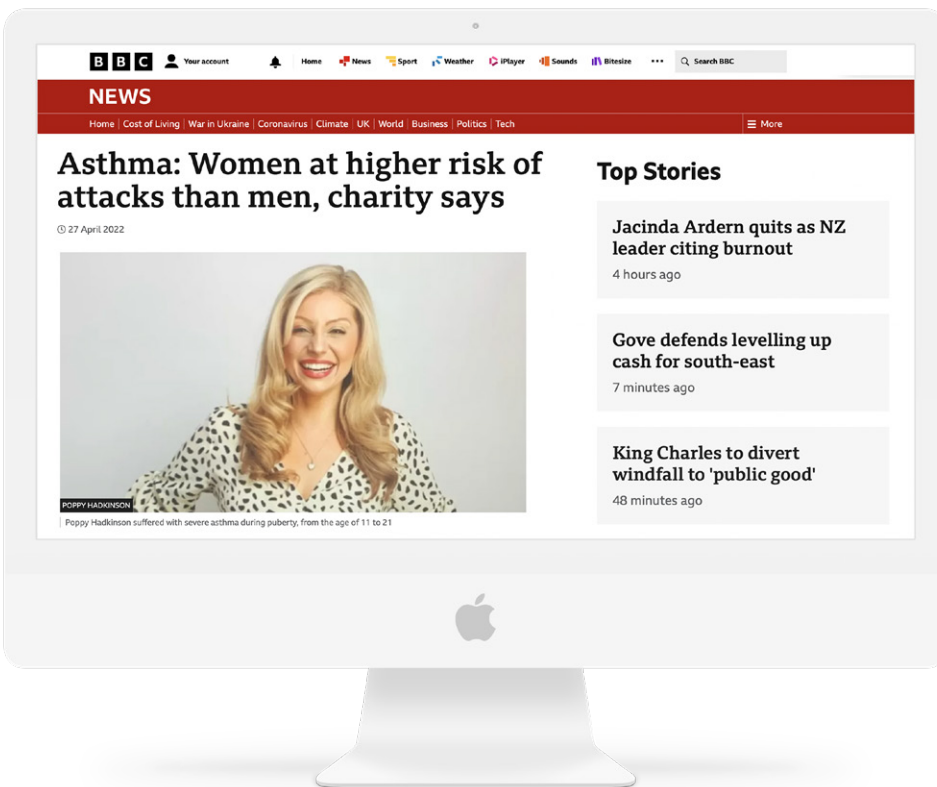 BBC Your account Home News Sport Weather iPlayer Sounds Bitesize ••• Search BBC
NEWS
Home Cost of Living War in Ukraine Coronavirus Climate UK World Business Politics Tech More
Asthma: Women at higher risk of
attacks than men, charity says
27 April 2022
POPPY HADKINSON
Poppy Hadkinson suffered with severe asthma during puberty, from the age of 11 to 21
Top Stories
Jacinda Ardern quits as NZ
leader citing burnout
4 hours ago
Gove defends levelling up
cash for south-east
7 minutes ago
King Charles to divert
windfall to 'public good'
48 minutes ago